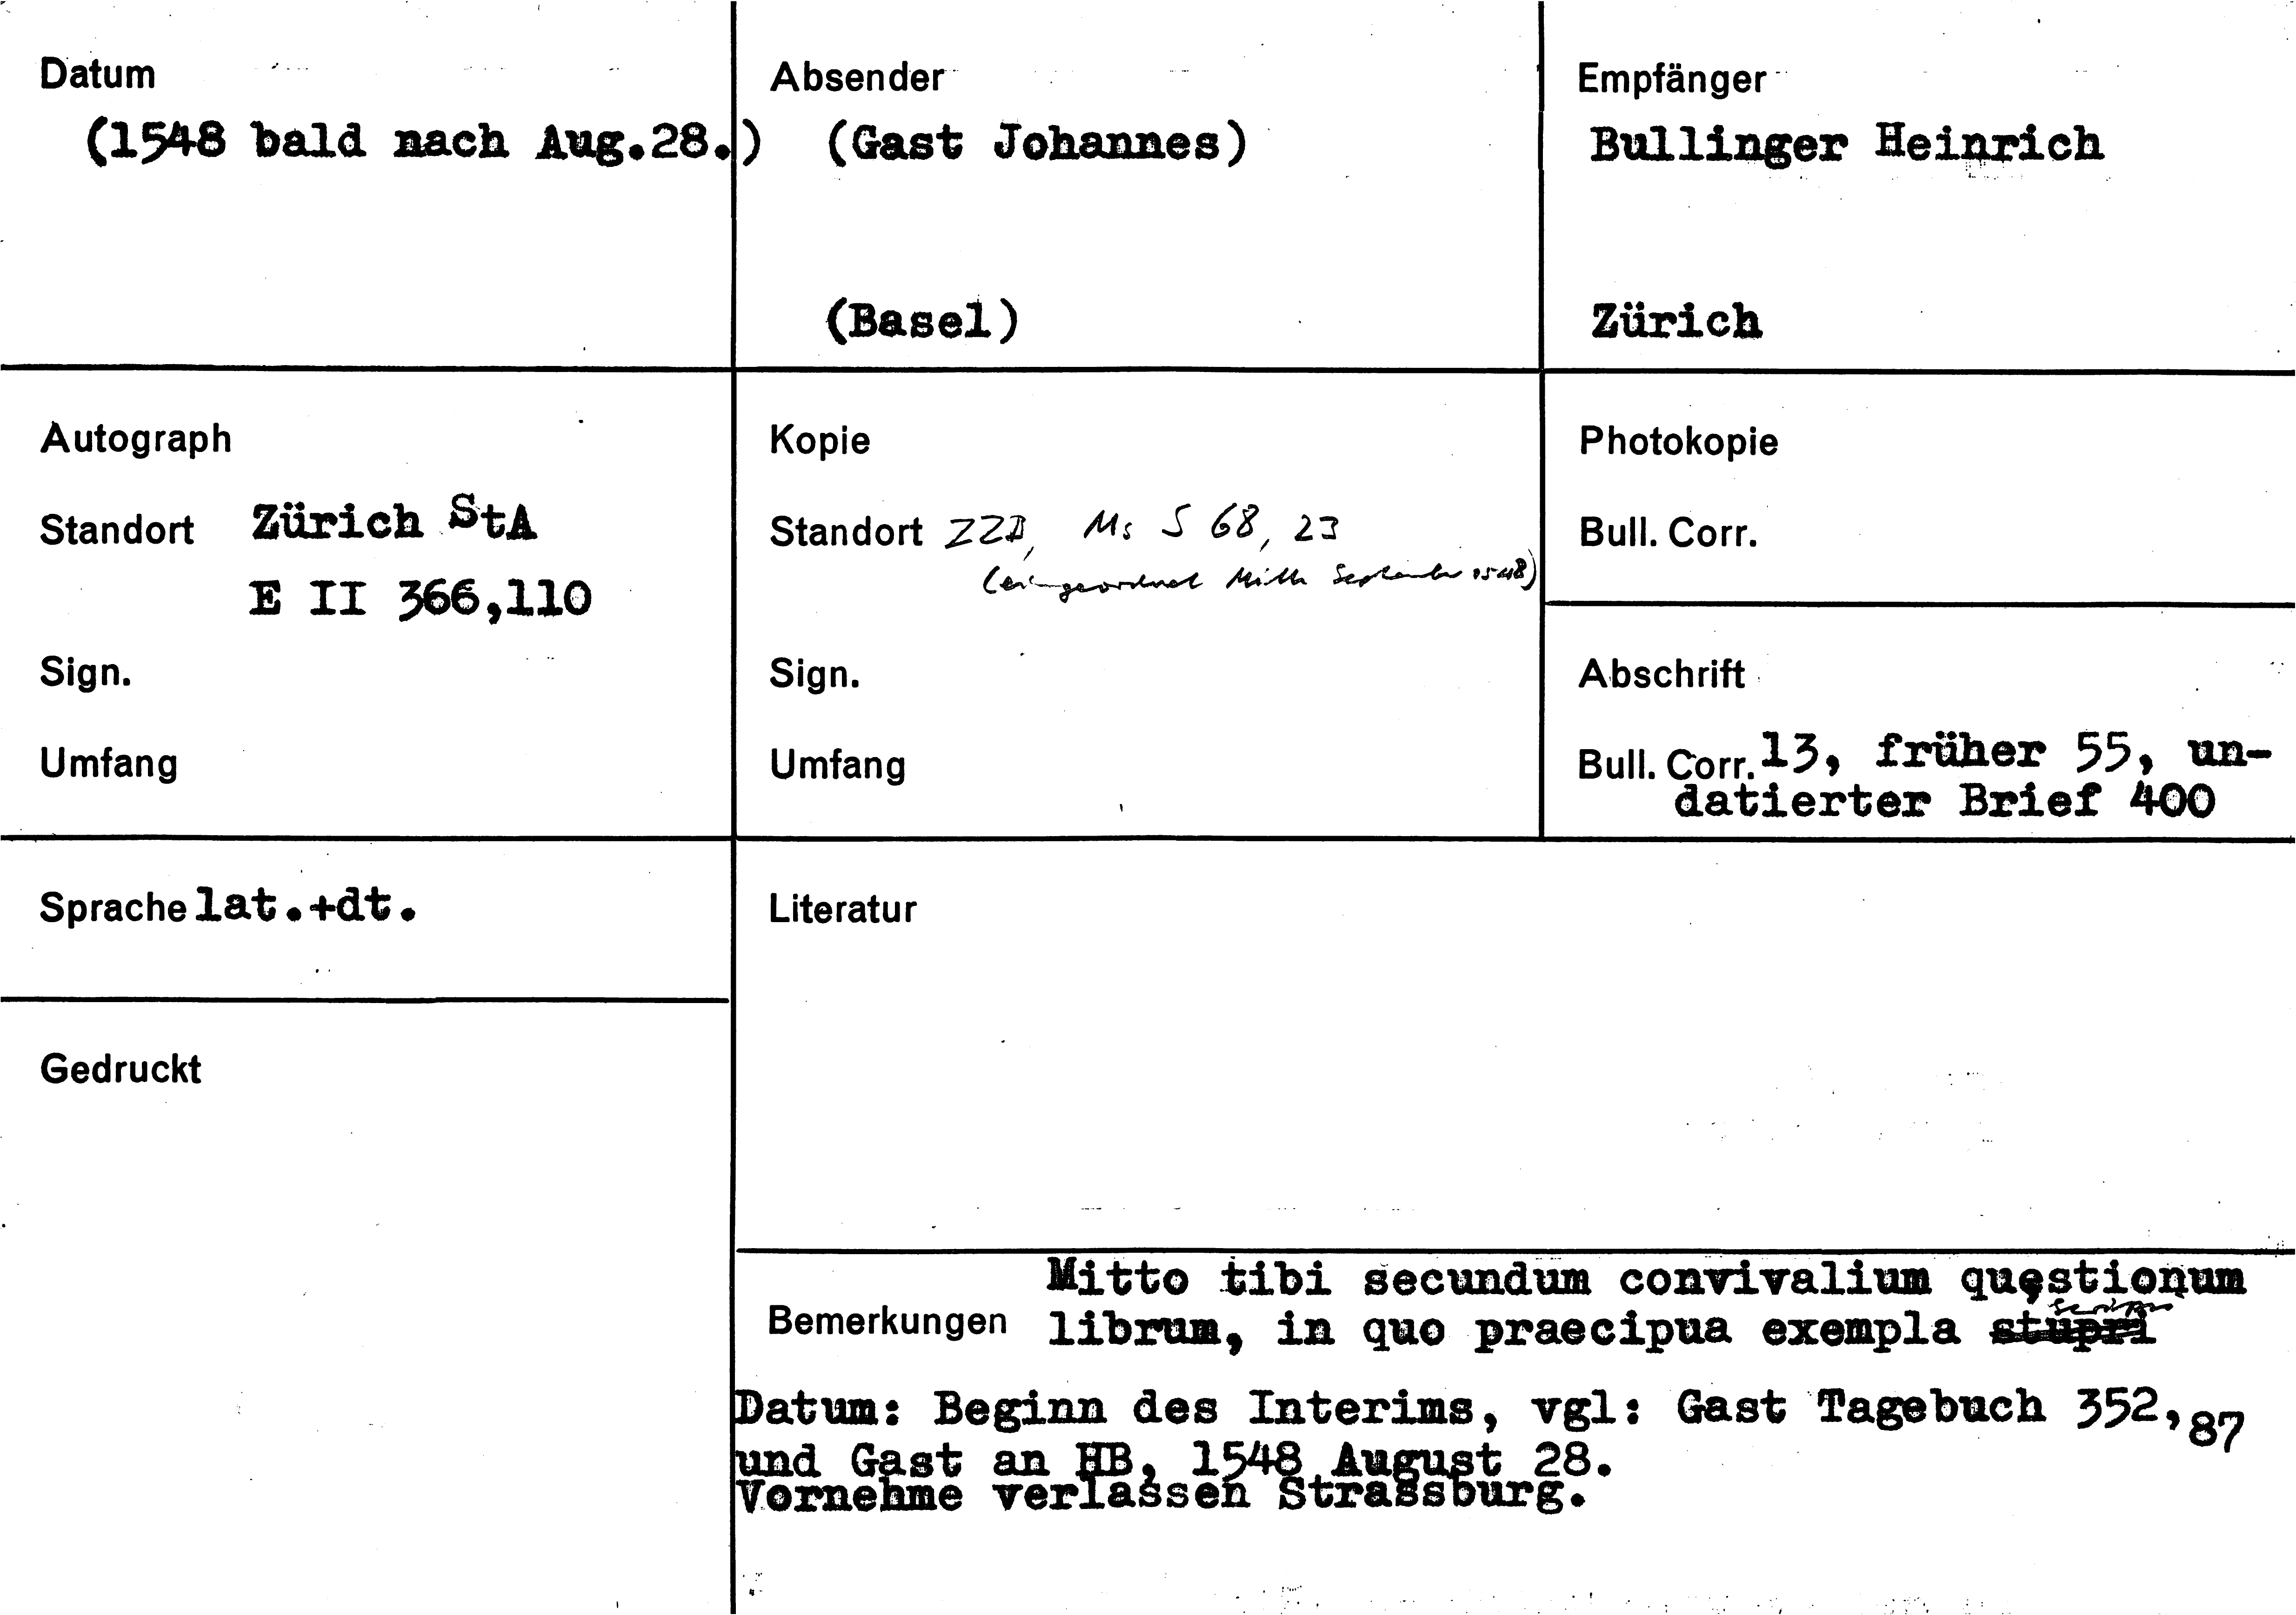 Datum
(1548 bald nach Aug.28.)
Absender
(Gast Johannes)
(Basel)
Empfänger
Bullinger Heinrich
Zürich
Autograph
Standort Zürich StA
E II 366,110
Sign.
Umfang
Kopie
Standort ZZB, Ms S 68, 23
(eingeordnet Mitte September 1548)
Sign.
Umfang
Photokopie
Bull. Corr.
Abschrift
Bull. Corr. 13, früher 55, un-
datierter Brief 400
Sprache lat.+dt.
Gedruckt
Literatur
Bemerkungen
Mitto tibi secundum convivalium quęstionum
librum, in quo praecipua exempla stupri
Datum: Beginn des Interims, vgl: Gast Tagebuch 352,87
und Gast an HB, 1548 August 28.
Vornehme verlassen Strassburg.